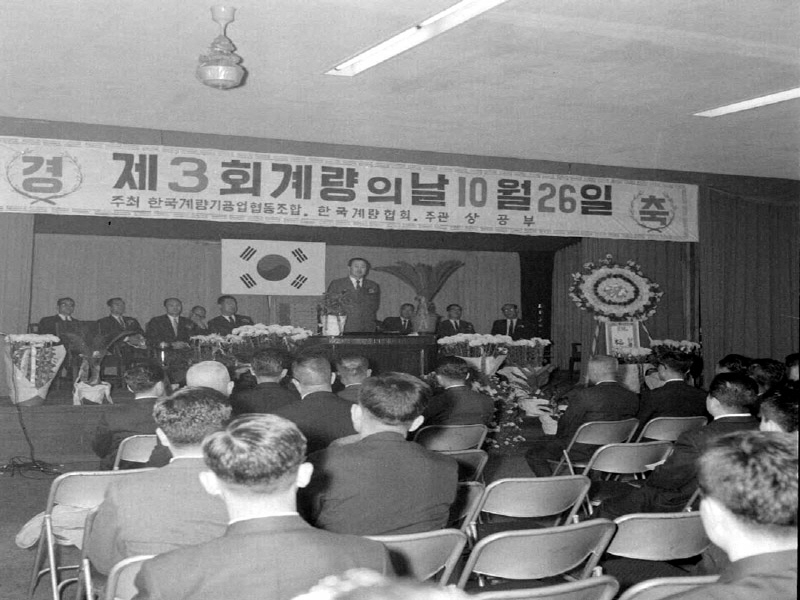 경 제3회 계량의 날 10월 26일 축
주최 한국계량기공업협동조합. 한국계량협회. 주관 상공부